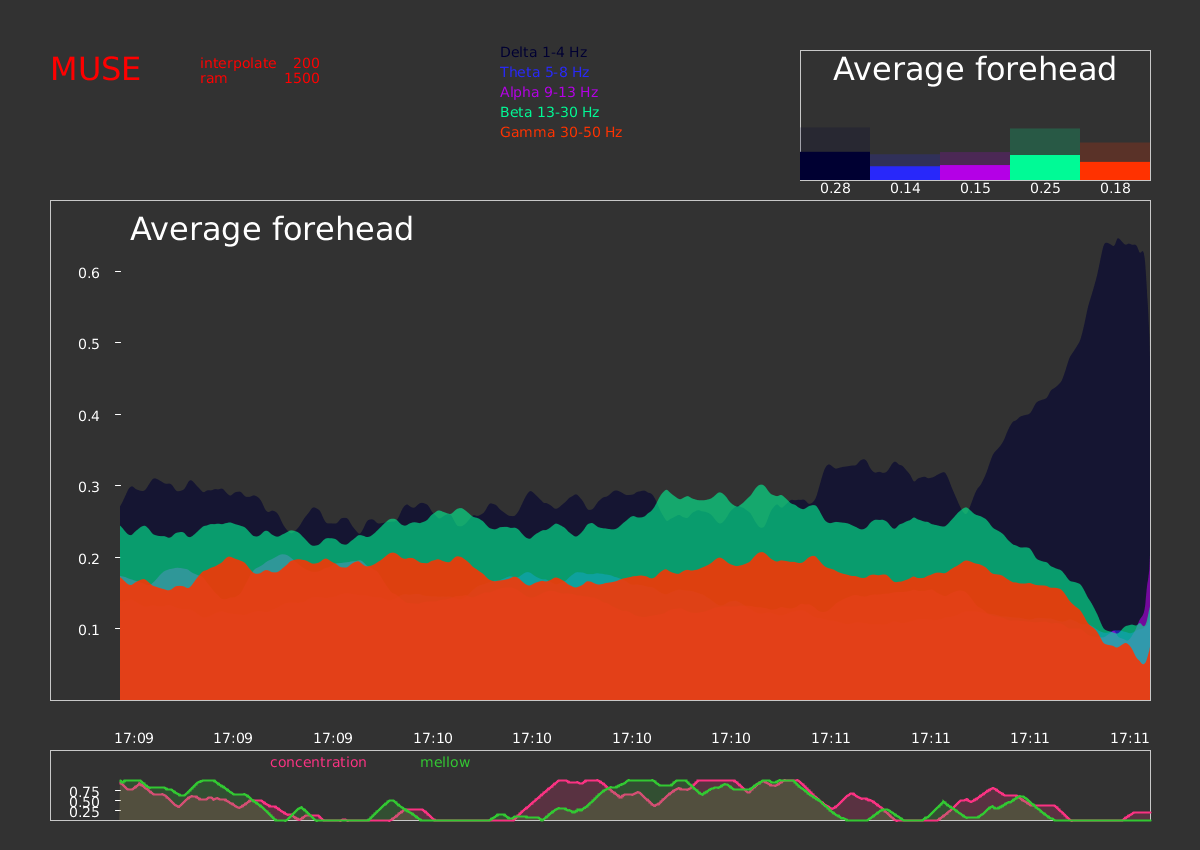 MUSE
interpolate 200
ram 1500
Delta 1-4 Hz
Theta 5-8 Hz
Alpha 9-13 Hz
Beta 13-30 Hz
Gamma 30-50 Hz
Average forehead
0.28 0.14 0.15 0.25 0.18
Average forehead
0.6
0.5
0.4
0.3
0.2
0.1
17:09 17:09 17:09 17:10 17:10 17:10 17:10 17:11 17:11 17:11 17:11
concentration mellow
0.75
0.50
0.25